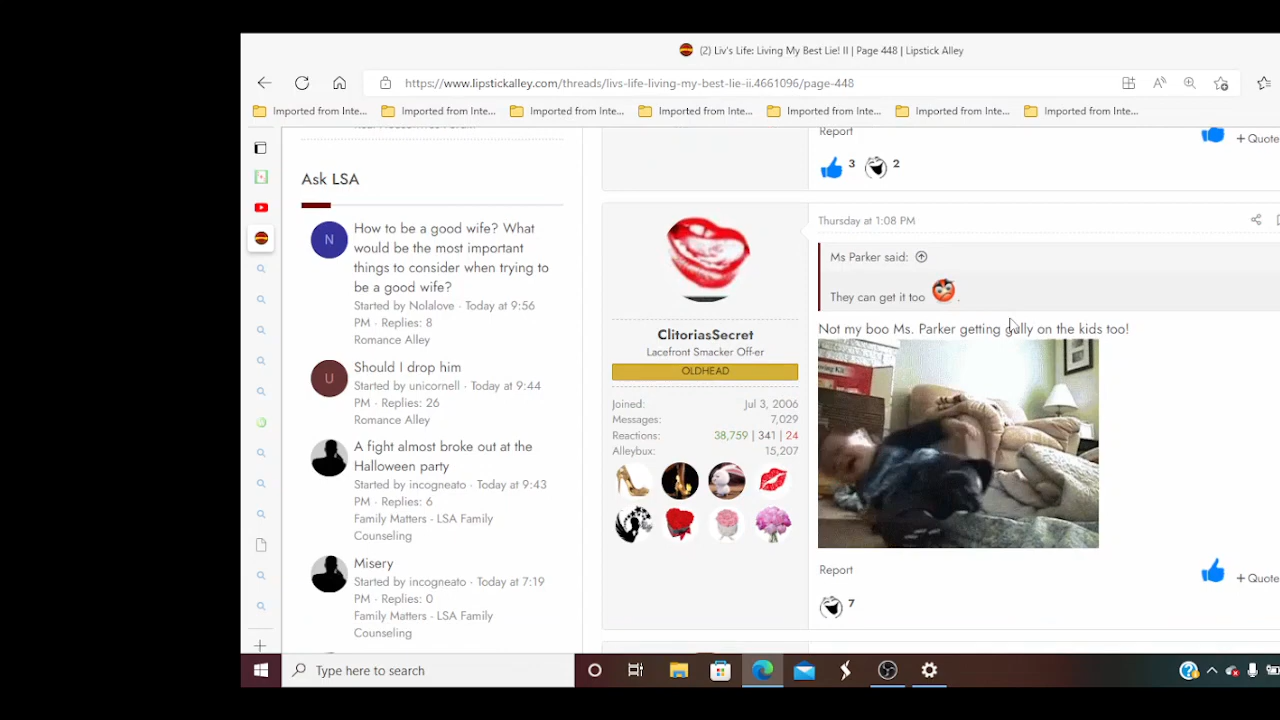 (2) Liv's Life: Living My Best Lie! II | Page 448 | Lipstick Alley
https://www.lipstickalley.com/threads/livs-life-living-my-best-lie-ii.4661096/page-448
Imported from Inte...
Imported from Inte...
Imported from Inte...
Imported from Inte...
Imported from Inte...
Imported from Inte...
Imported from Inte...
Ask LSA
N
How to be a good wife? What
would be the most important
things to consider when trying to
be a good wife?
Started by Nolalove · Today at 9:56
PM · Replies: 8
Romance Alley
U
Should I drop him
Started by unicornell · Today at 9:44
PM · Replies: 26
Romance Alley
A fight almost broke out at the
Halloween party
Started by incogneato · Today at 9:43
PM · Replies: 6
Family Matters - LSA Family
Counseling
Misery
Started by incogneato · Today at 7:19
PM · Replies: 0
Family Matters - LSA Family
Counseling
Report
+ Quote
3
2
ClitoriasSecret
Lacefront Smacker Off-er
OLDHEAD
Joined: Jul 3, 2006
Messages: 7,029
Reactions: 38,759 | 341 | 24
Alleybux: 15,207
Thursday at 1:08 PM
Ms Parker said:
They can get it too .
Not my boo Ms. Parker getting gully on the kids too!
Report
+ Quote
7
Type here to search